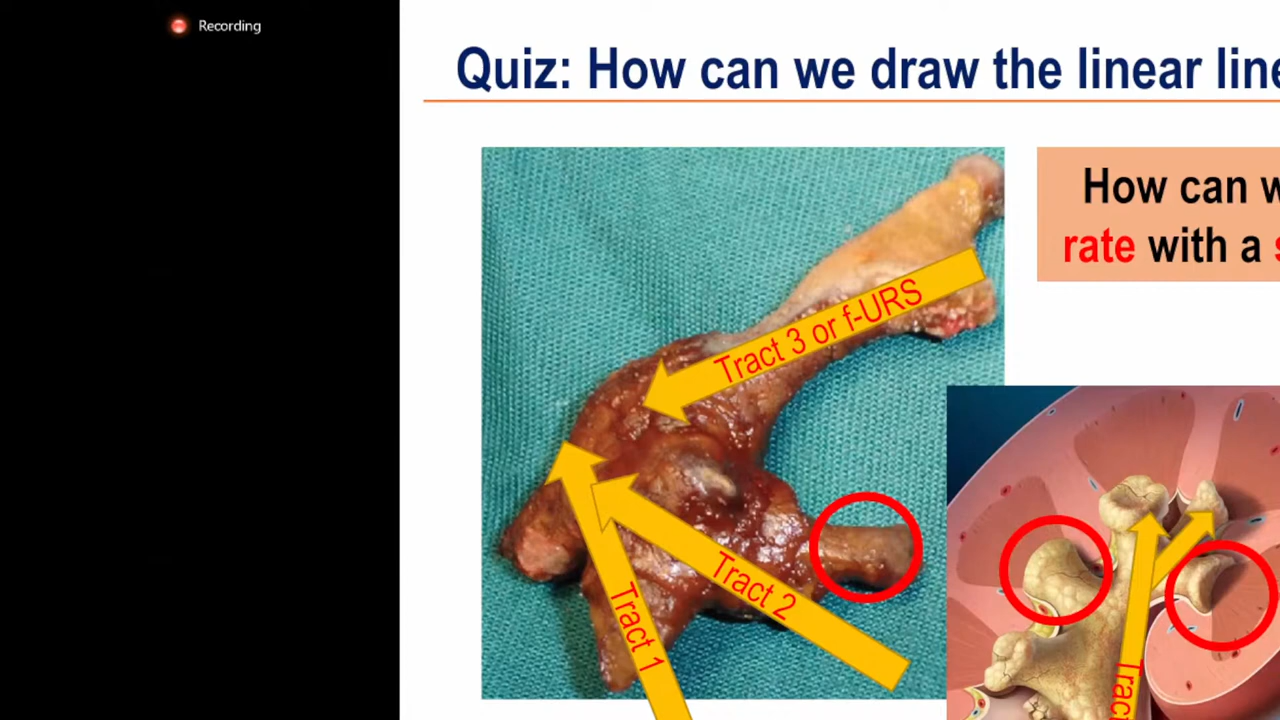 Recording
Quiz: How can we draw the linear line
How can w
rate with a s
Tract 3 or f-URS
Tract 2
Tract 1
Tract